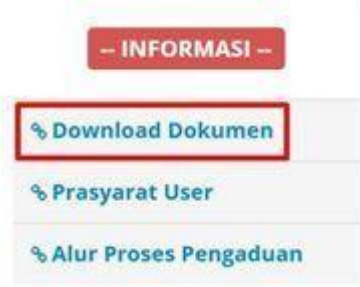 -- INFORMASI --
Download Dokumen
Prasyarat User
Alur Proses Pengaduan